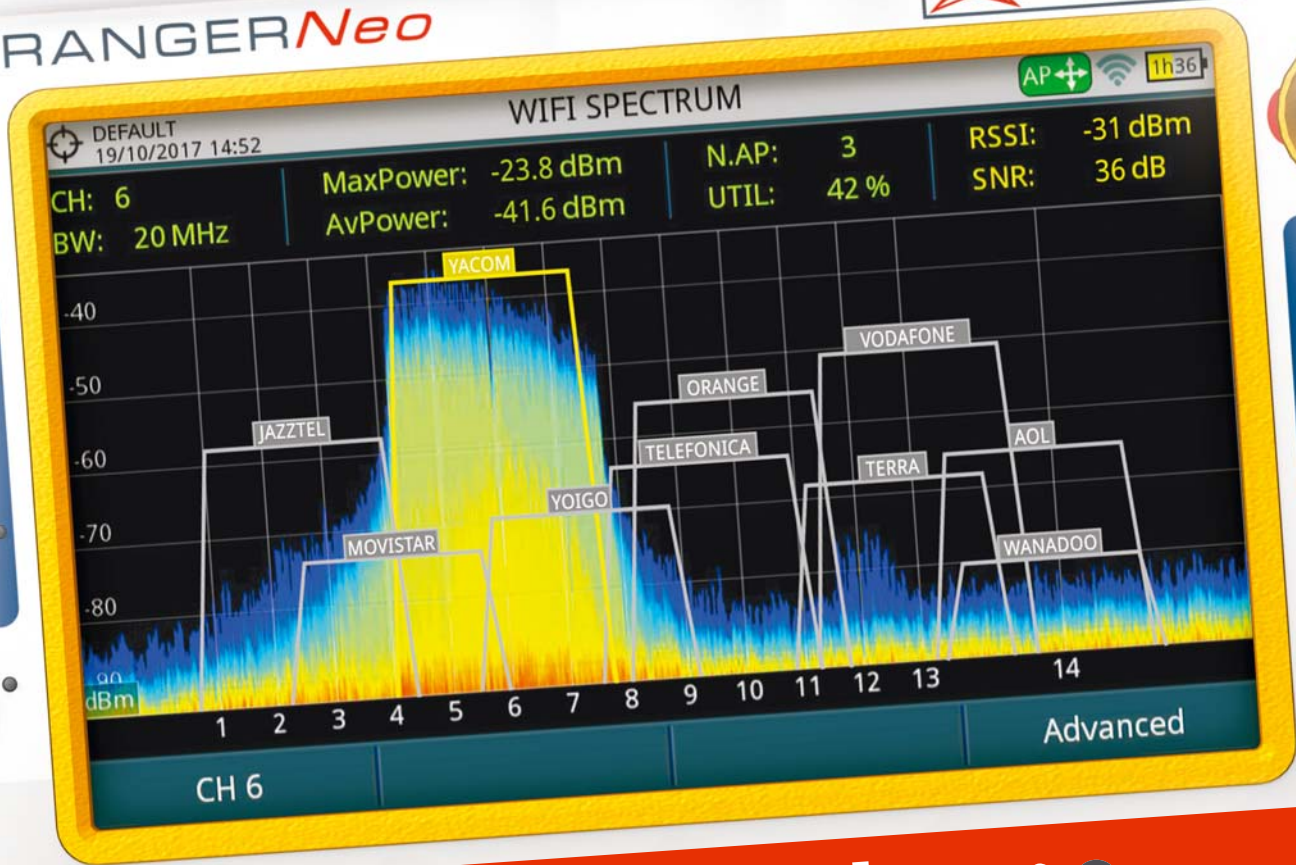 RANGERNeo
DEFAULT
19/10/2017 14:52
WIFI SPECTRUM
AP
1h36
CH: 6
BW: 20 MHz
MaxPower: -23.8 dBm
AvPower: -41.6 dBm
N.AP: 3
UTIL: 42 %
RSSI: -31 dBm
SNR: 36 dB
YACOM
-40
VODAFONE
-50
ORANGE
JAZZTEL
TELEFONICA
AOL
-60
TERRA
YOIGO
-70
MOVISTAR
WANADOO
-80
-90
dBm
1 2 3 4 5 6 7 8 9 10 11 12 13 14
CH 6
Advanced